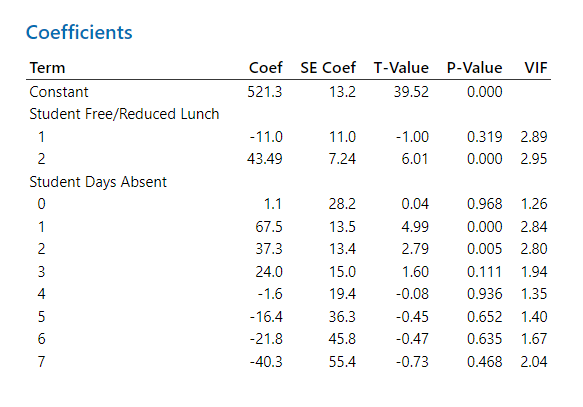 Coefficients
Term Coef SE Coef T-Value P-Value VIF
Constant 521.3 13.2 39.52 0.000
Student Free/Reduced Lunch
1 -11.0 11.0 -1.00 0.319 2.89
2 43.49 7.24 6.01 0.000 2.95
Student Days Absent
0 1.1 28.2 0.04 0.968 1.26
1 67.5 13.5 4.99 0.000 2.84
2 37.3 13.4 2.79 0.005 2.80
3 24.0 15.0 1.60 0.111 1.94
4 -1.6 19.4 -0.08 0.936 1.35
5 -16.4 36.3 -0.45 0.652 1.40
6 -21.8 45.8 -0.47 0.635 1.67
7 -40.3 55.4 -0.73 0.468 2.04